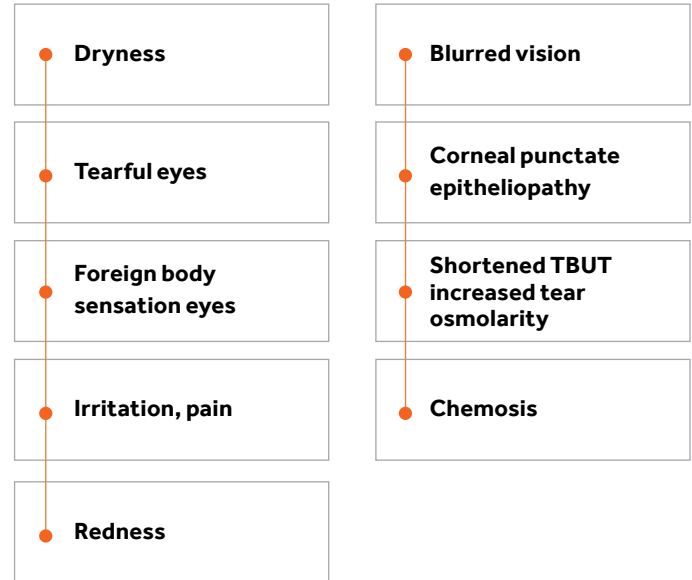 Dryness
Tearful eyes
Foreign body
sensation eyes
Irritation, pain
Redness
Blurred vision
Corneal punctate
epitheliopathy
Shortened TBUT
increased tear
osmolarity
Chemosis